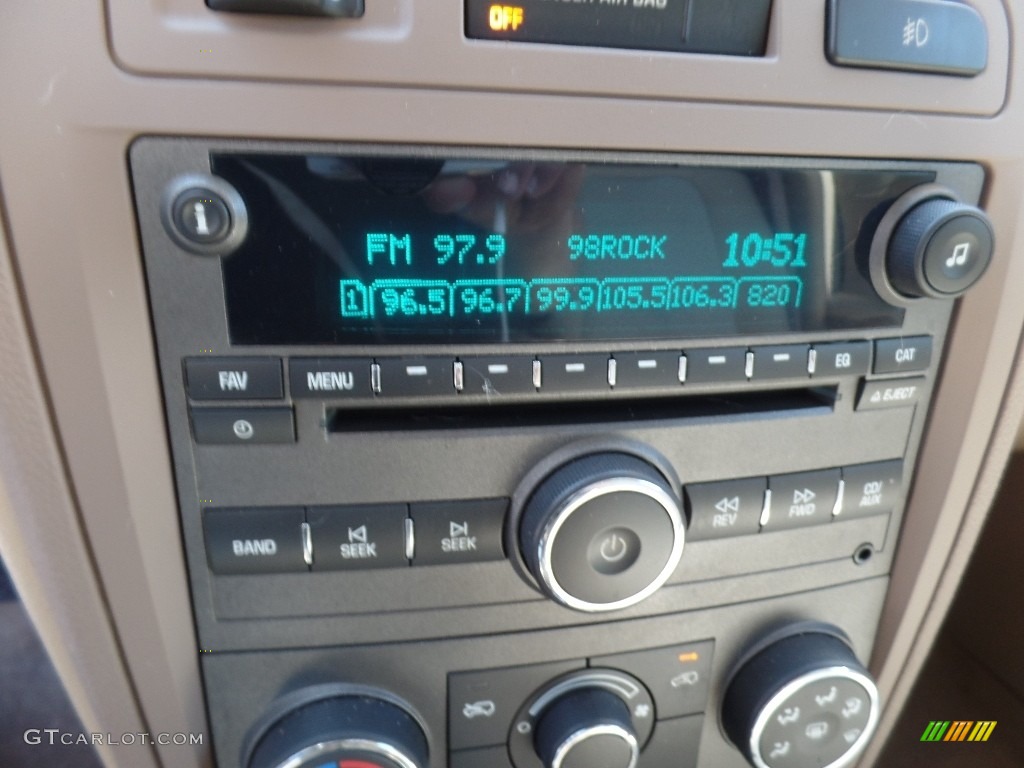 OFF
FM 97.9 98ROCK 10:51
1 96.5 96.7 99.9 105.5 106.3 820
FAV MENU EQ CAT
EJECT
BAND SEEK SEEK REV FWD CD/AUX
GTCARLOT.COM